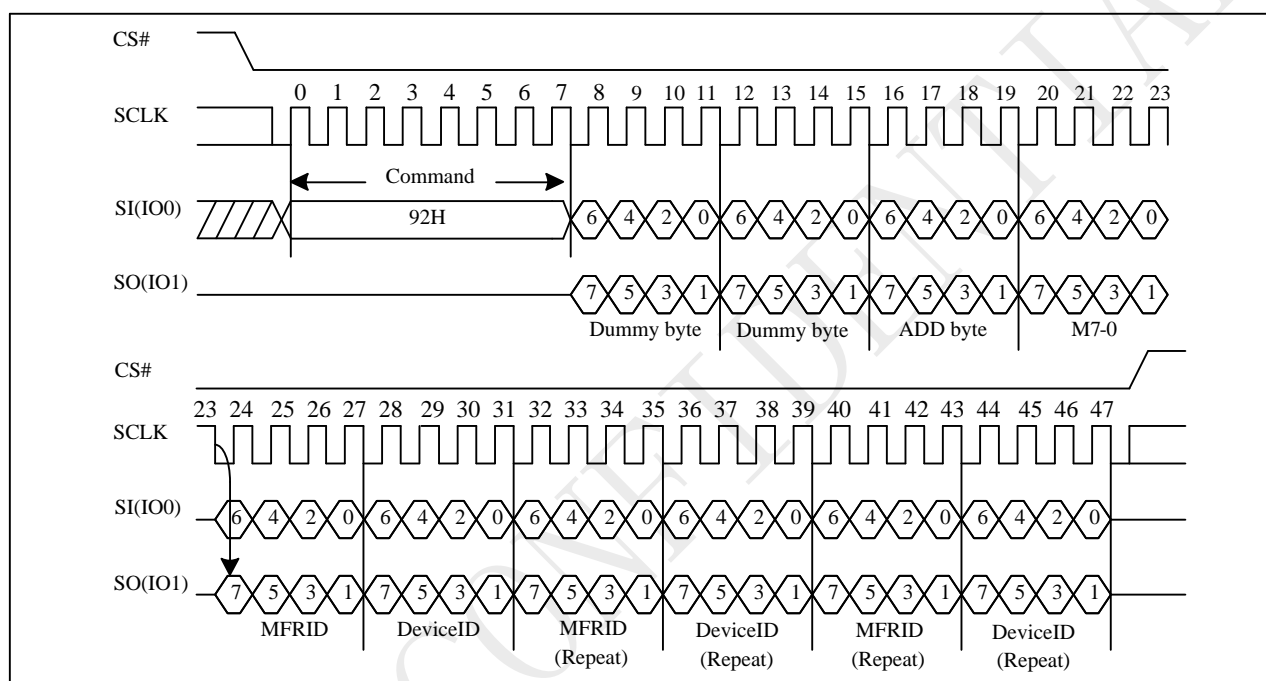 CS#
0 1 2 3 4 5 6 7 8 9 10 11 12 13 14 15 16 17 18 19 20 21 22 23
SCLK
Command
SI(IO0)
92H
6 4 2 0 6 4 2 0 6 4 2 0 6 4 2 0
SO(IO1)
7 5 3 1 7 5 3 1 7 5 3 1 7 5 3 1
Dummy byte Dummy byte ADD byte M7-0
CS#
23 24 25 26 27 28 29 30 31 32 33 34 35 36 37 38 39 40 41 42 43 44 45 46 47
SCLK
SI(IO0)
6 4 2 0 6 4 2 0 6 4 2 0 6 4 2 0 6 4 2 0 6 4 2 0
SO(IO1)
7 5 3 1 7 5 3 1 7 5 3 1 7 5 3 1 7 5 3 1 7 5 3 1
MFRID DeviceID MFRID DeviceID MFRID DeviceID
(Repeat) (Repeat) (Repeat) (Repeat)
CONFIDENTIA